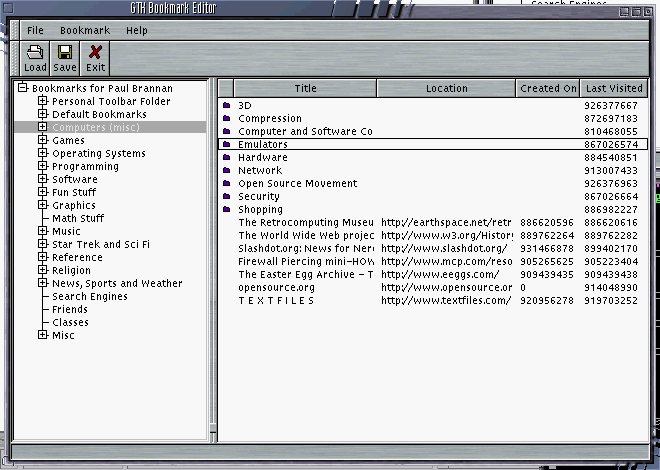 Search Engines
GTK Bookmark Editor
File Bookmark Help
Load Save Exit
Bookmarks for Paul Brannan
Personal Toolbar Folder
Default Bookmarks
Computers (misc)
Games
Operating Systems
Programming
Software
Fun Stuff
Graphics
Math Stuff
Music
Star Trek and Sci Fi
Reference
Religion
News, Sports and Weather
Search Engines
Friends
Classes
Misc
Title Location Created On Last Visited
3D 926377667
Compression 872697183
Computer and Software Co 810468055
Emulators 867026574
Hardware 884540851
Network 913007433
Open Source Movement 926376963
Security 867026664
Shopping 886982227
The Retrocomputing Museu http://earthspace.net/retr 886620596 886620616
The World Wide Web projec http://www.w3.org/History 889762264 889762282
Slashdot.org: News for Ner http://www.slashdot.org/ 931466878 899402170
Firewall Piercing mini-HOW http://www.mcp.com/reso 905265625 905223404
The Easter Egg Archive - T http://www.eeggs.com/ 909439435 909439438
opensource.org http://www.opensource.or 0 914048990
T E X T F I L E S http://www.textfiles.com/ 920956278 919703252